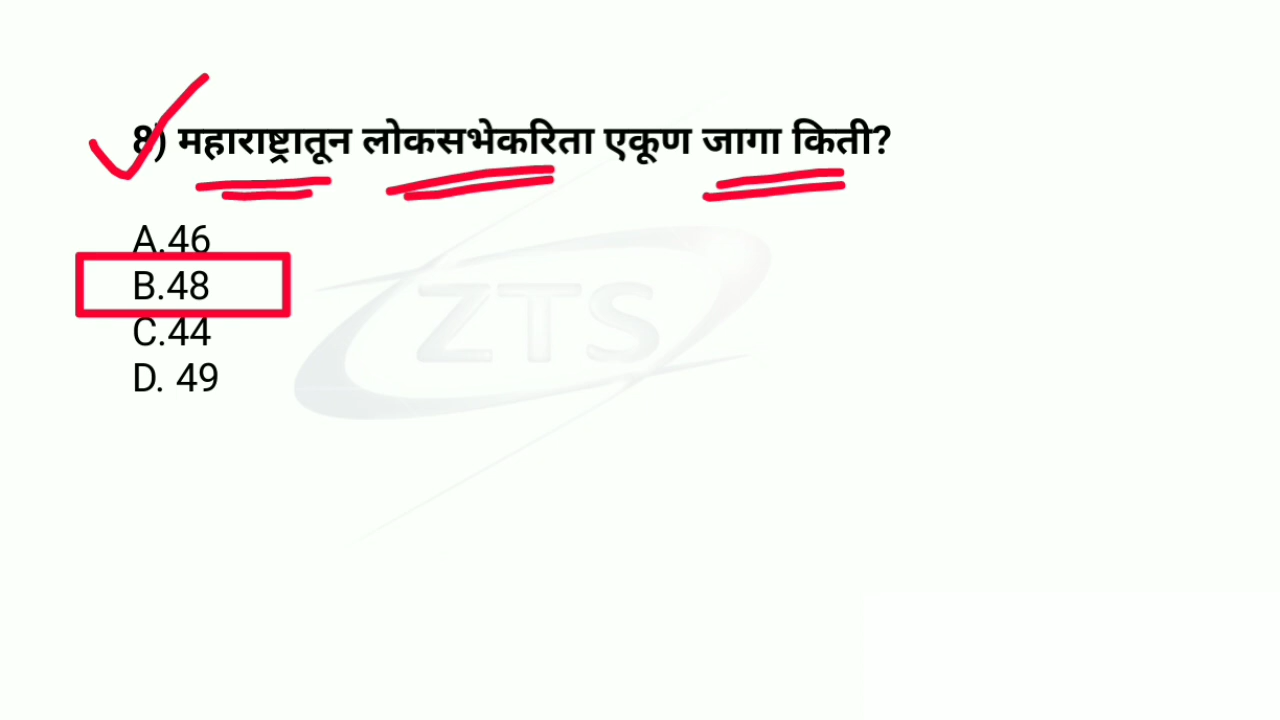 8) महाराष्ट्रातून लोकसभेकरिता एकूण जागा किती?
A.46
B.48
C.44
D. 49
ZTS